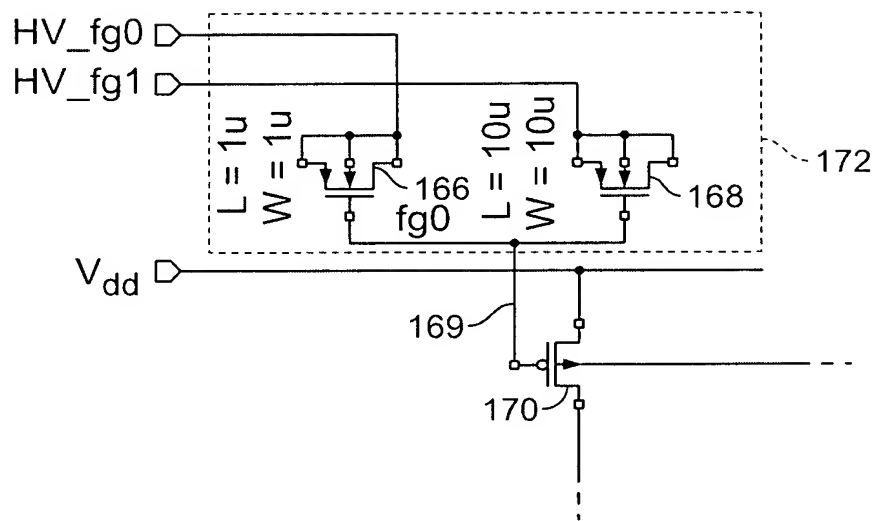 HV_fg0
HV_fg1
L = 1u
W = 1u
166
fg0
L = 10u
W = 10u
168
172
Vdd
169
170